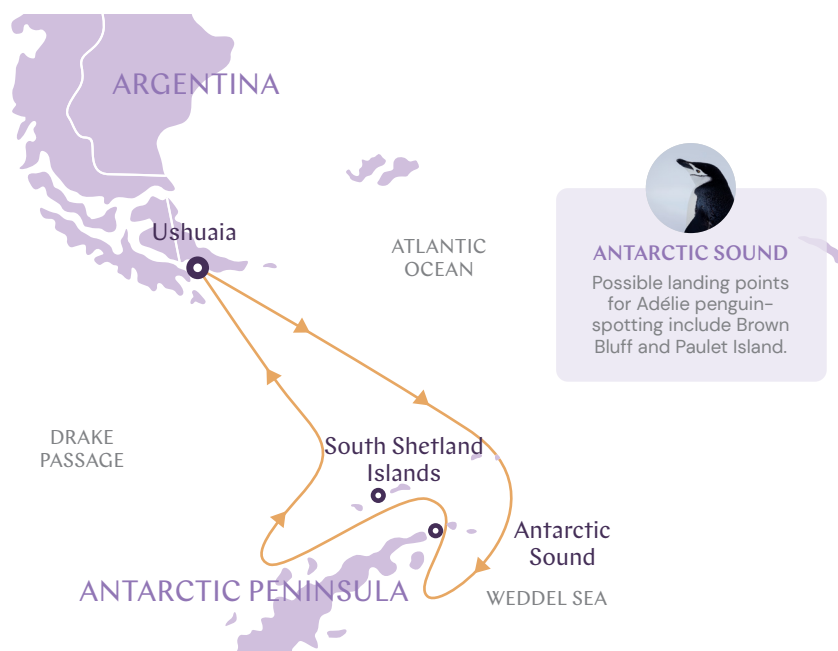 ARGENTINA
Ushuaia
ATLANTIC
OCEAN
ANTARCTIC SOUND
Possible landing points
for Adélie penguin-
spotting include Brown
Bluff and Paulet Island.
DRAKE
PASSAGE
South Shetland
Islands
Antarctic
Sound
ANTARCTIC PENINSULA
WEDDEL SEA